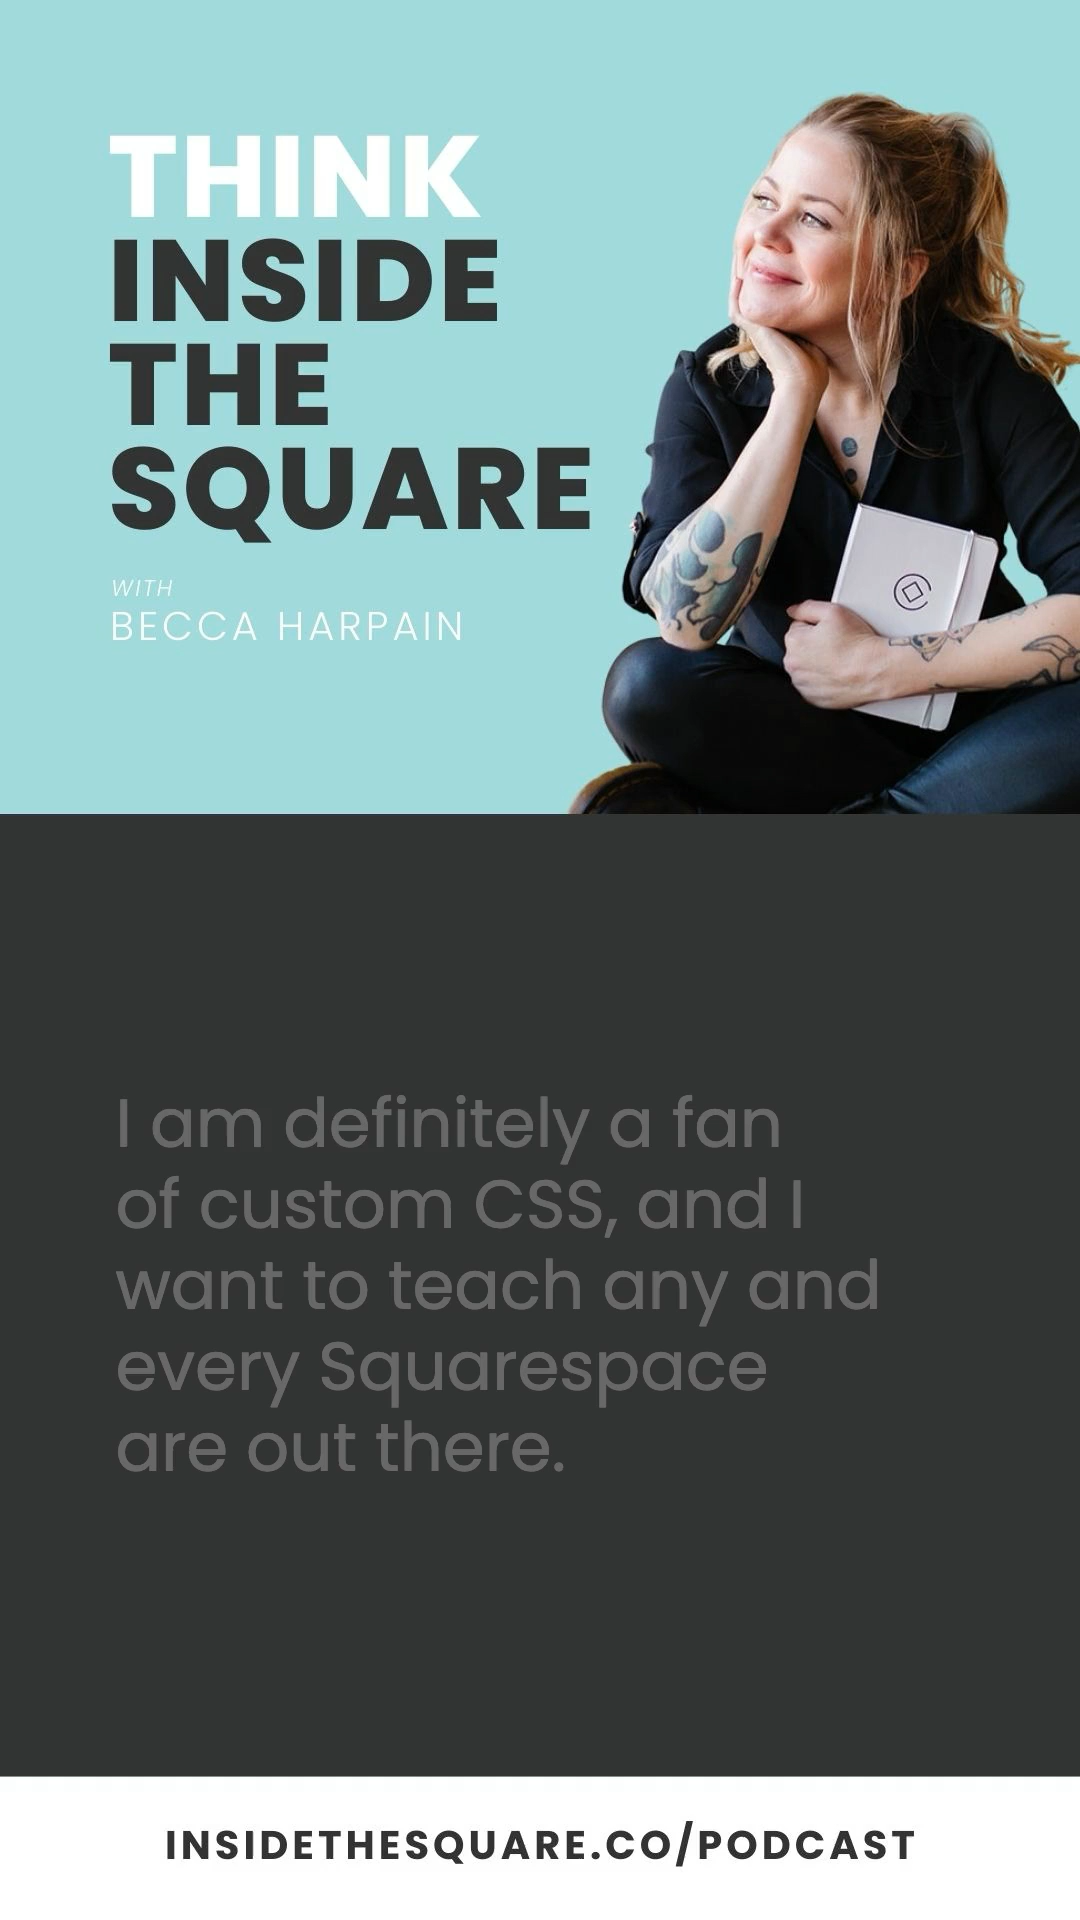 THINK
INSIDE
THE
SQUARE
WITH
BECCA HARPAIN
I am definitely a fan
of custom CSS, and I
want to teach any and
every Squarespace
are out there.
INSIDETHESQUARE.CO/PODCAST